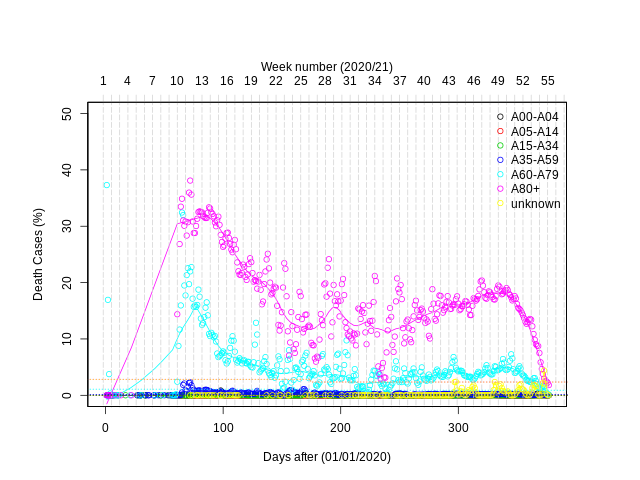 Week number (2020/21)
1 4 7 10 13 16 19 22 25 28 31 34 37 40 43 46 49 52 55
50
40
30
20
10
0
Death Cases (%)
A00-A04
A05-A14
A15-A34
A35-A59
A60-A79
A80+
unknown
0 100 200 300
Days after (01/01/2020)